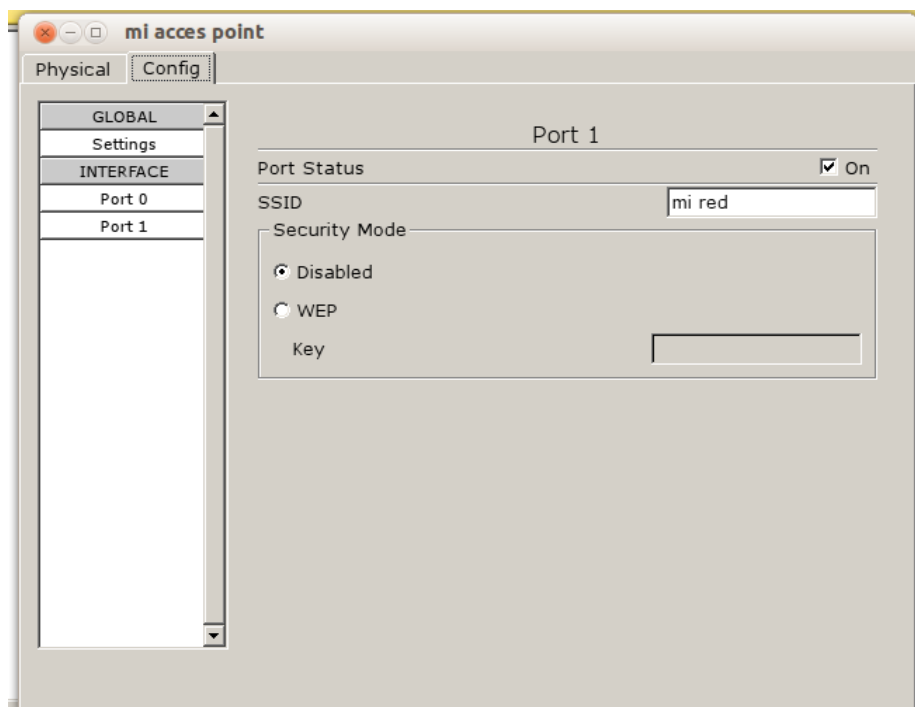 mi acces point
Physical Config
GLOBAL
Settings
INTERFACE
Port 0
Port 1
Port 1
Port Status On
SSID mi red
Security Mode
Disabled
WEP
Key